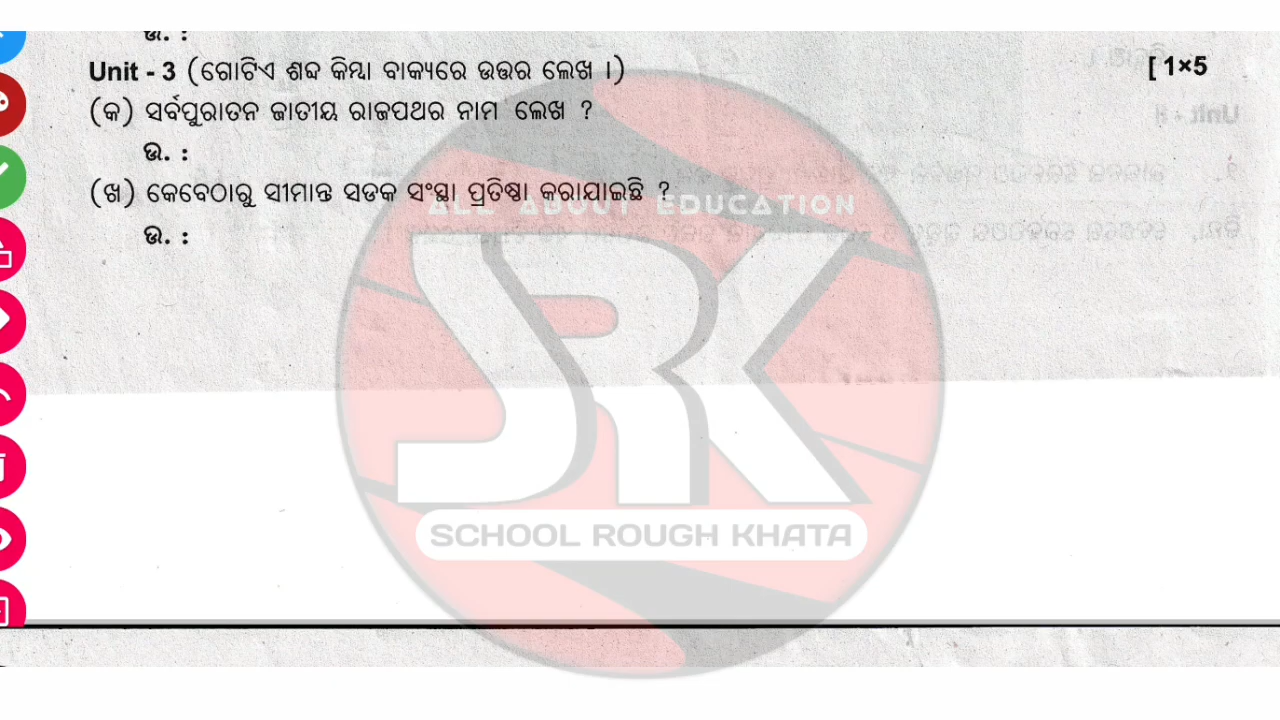 ଉ. :
Unit - 3 (ଗୋଟିଏ ଶବ୍ଦ କିମ୍ବା ବାକ୍ୟରେ ଉତ୍ତର ଲେଖ ।) [ 1×5
(କ) ସର୍ବପୁରାତନ ଜାତୀୟ ରାଜପଥର ନାମ ଲେଖ ?
ଉ. :
(ଖ) କେବେଠାରୁ ସୀମାନ୍ତ ସଡକ ସଂସ୍ଥା ପ୍ରତିଷ୍ଠା କରାଯାଇଛି ?
ALL ABOUT EDUCATION
ଉ. :
SRK
SCHOOL ROUGH KHATA